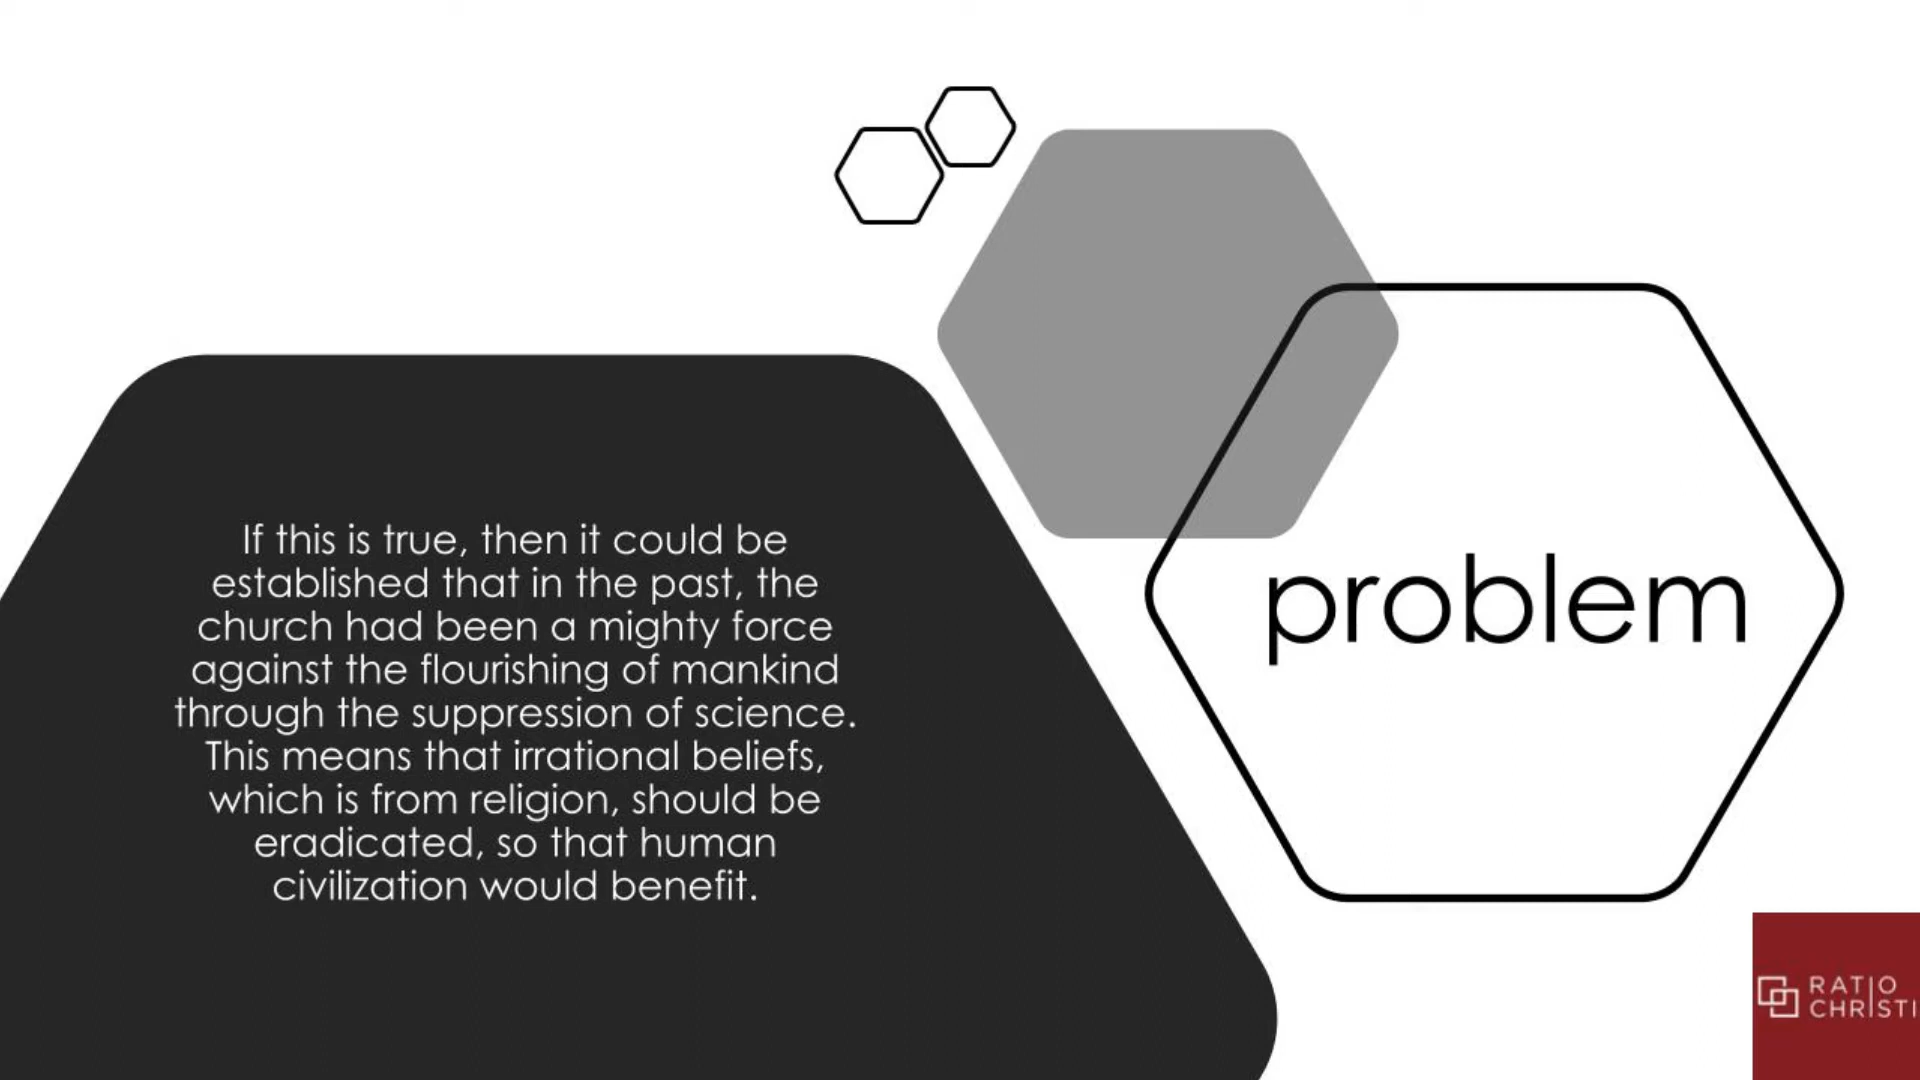 If this is true, then it could be
established that in the past, the
church had been a mighty force
against the flourishing of mankind
through the suppression of science.
This means that irrational beliefs,
which is from religion, should be
eradicated, so that human
civilization would benefit.
problem
RATIO
CHRISTI